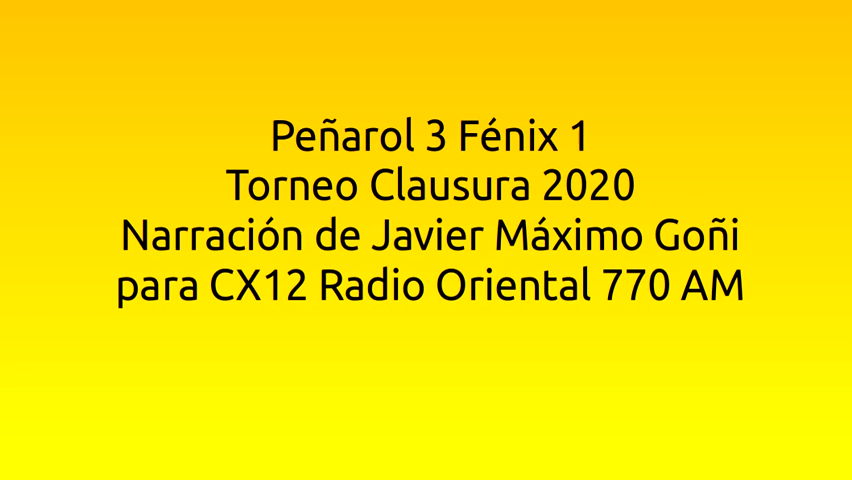 Peñarol 3 Fénix 1
Torneo Clausura 2020
Narración de Javier Máximo Goñi
para CX12 Radio Oriental 770 AM